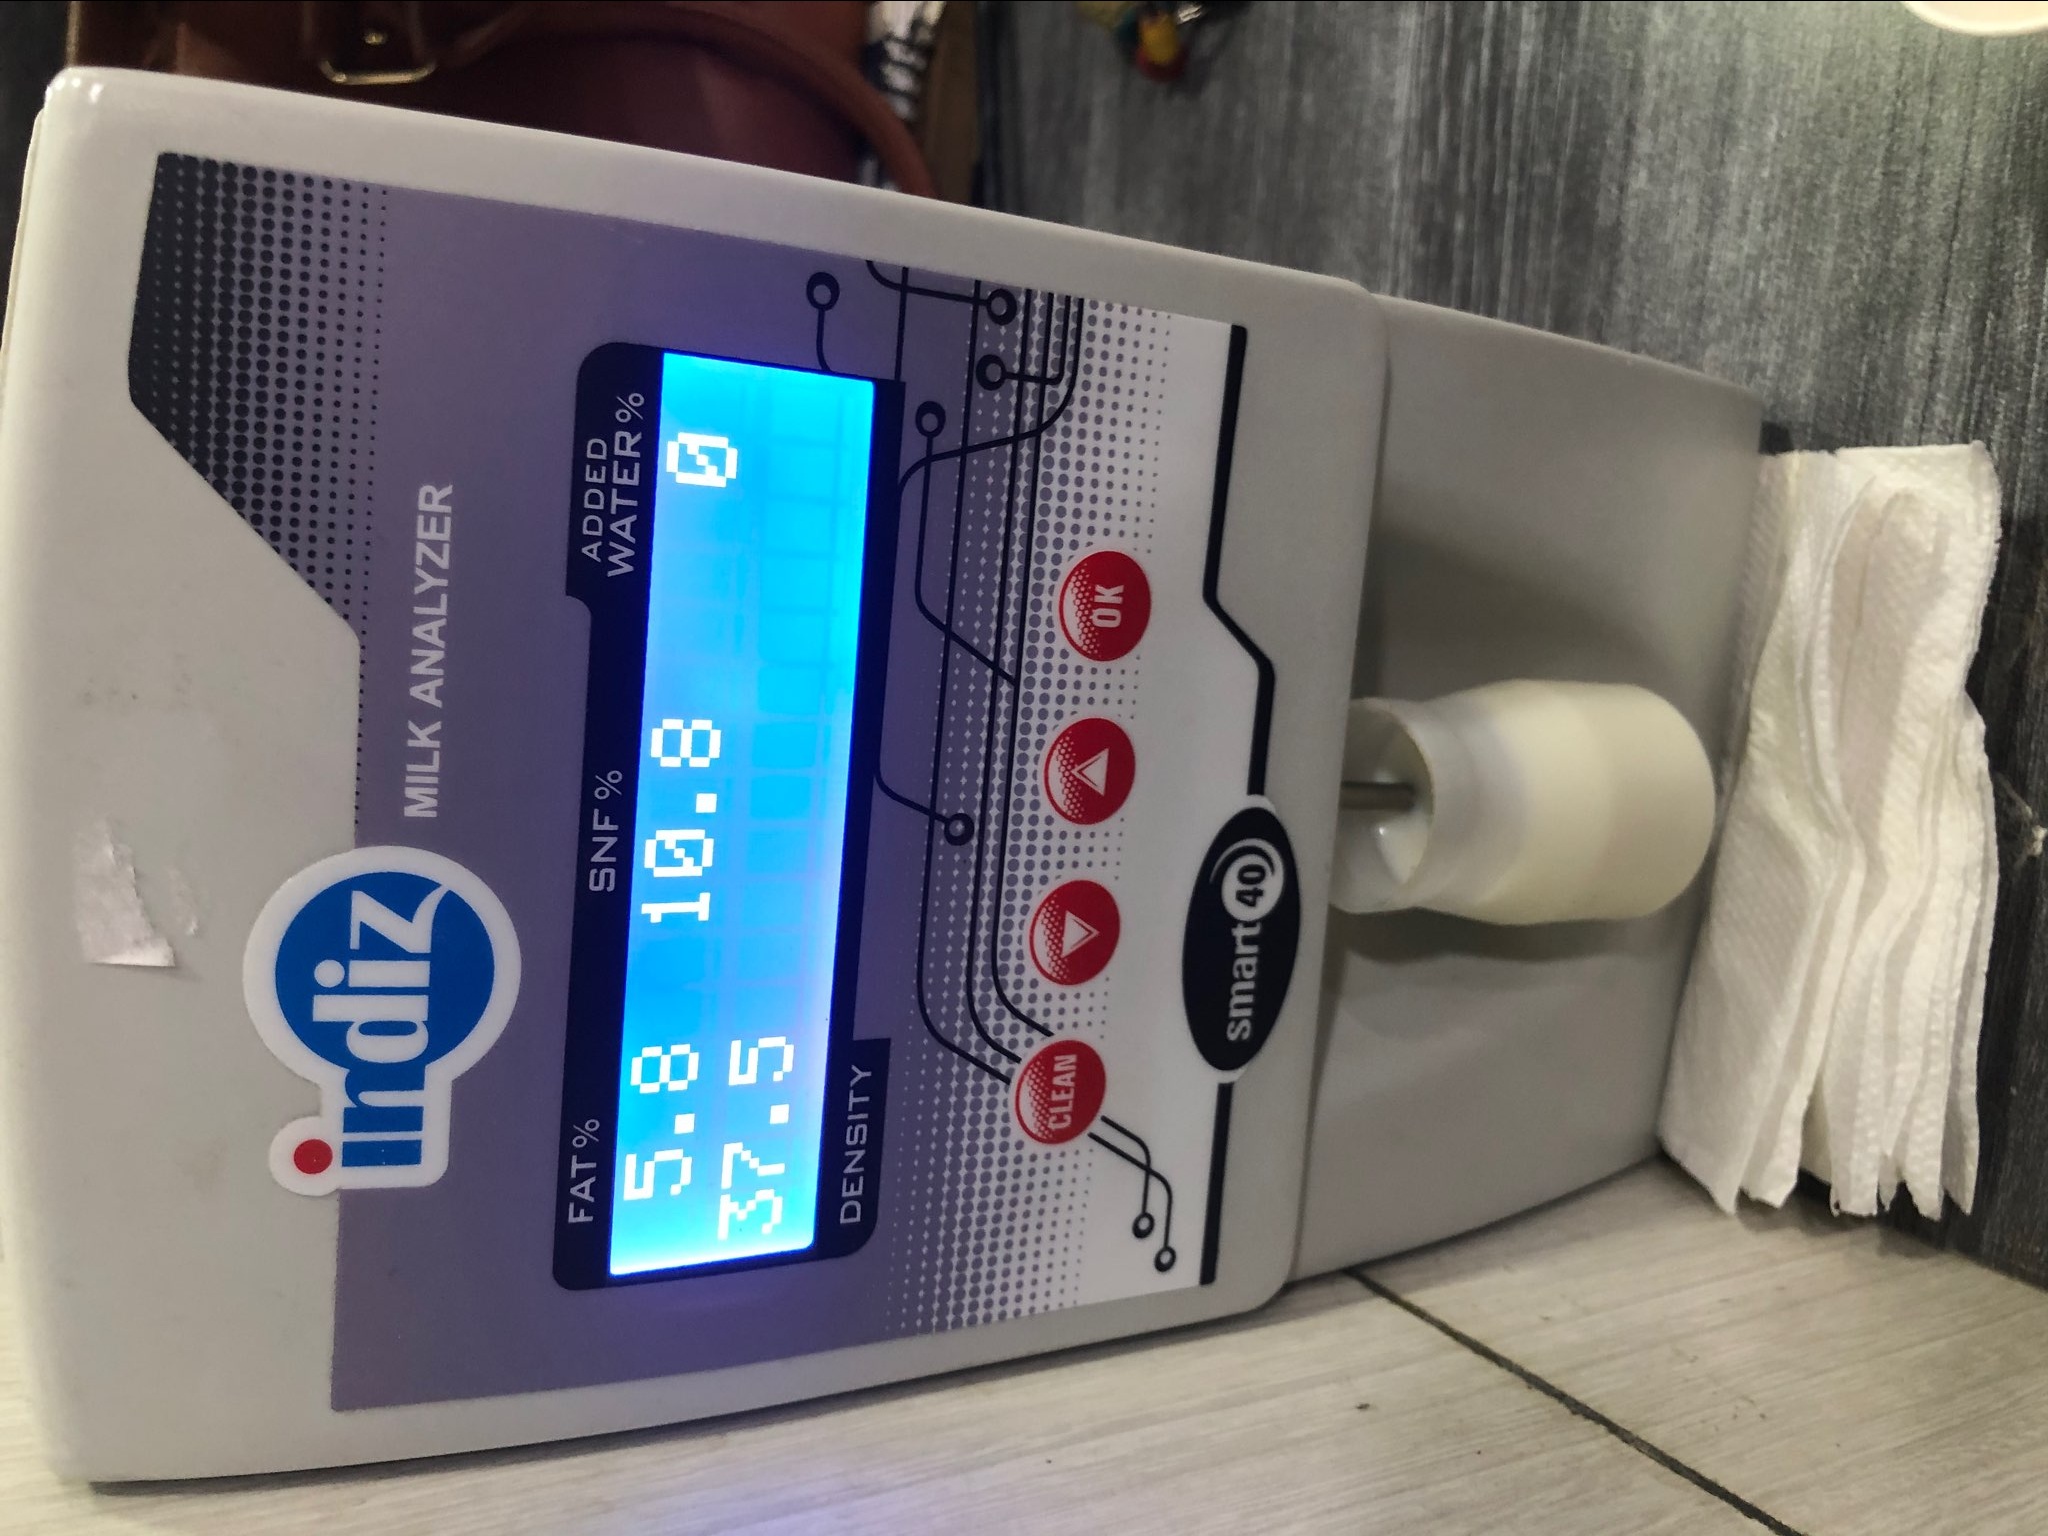 indiz
MILK ANALYZER
FAT% SNF% ADDED WATER%
5.8 10.8 0
37.5
DENSITY
CLEAN OK
smart 40